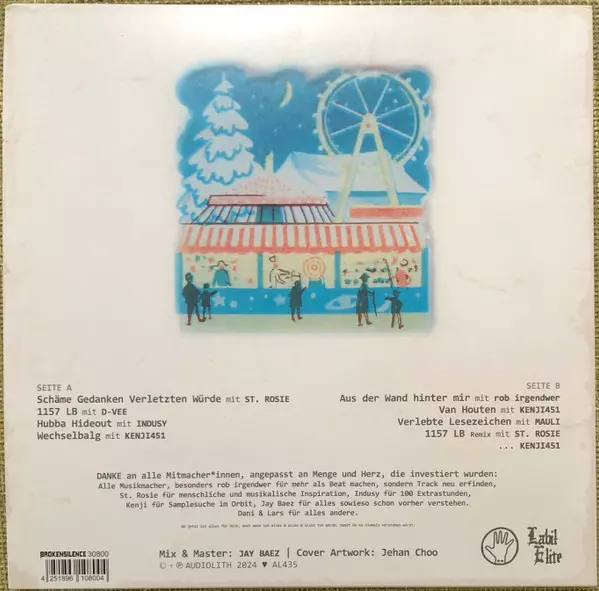 SEITE A
Schäme Gedanken Verletzten Würde mit ST. ROSIE
1157 LB mit D-VEE
Hubba Hideout mit INDUSY
Wechselbalg mit KENJI451
SEITE B
Aus der Wand hinter mir mit rob irgendwer
Van Houten mit KENJI451
Verlebte Lesezeichen mit MAULI
1157 LB Remix mit ST. ROSIE
... KENJI451
DANKE an alle Mitmacher*innen, angepasst an Menge und Herz, die investiert wurden:
Alle Musikmacher, besonders rob irgendwer für mehr als Beat machen, sondern Track neu erfinden,
St. Rosie für menschliche und musikalische Inspiration, Indusy für 100 Extrastunden,
Kenji für Samplesuche im Orbit, Jay Baez für alles sowieso schon vorher verstehen.
Dani & Lars für alles andere.
Mix & Master: JAY BAEZ | Cover Artwork: Jehan Choo
© + ℗ AUDIOLITH 2024 ♥ AL435
BROKENSILENCE 30800
4 251896 108004
Labil
Elite